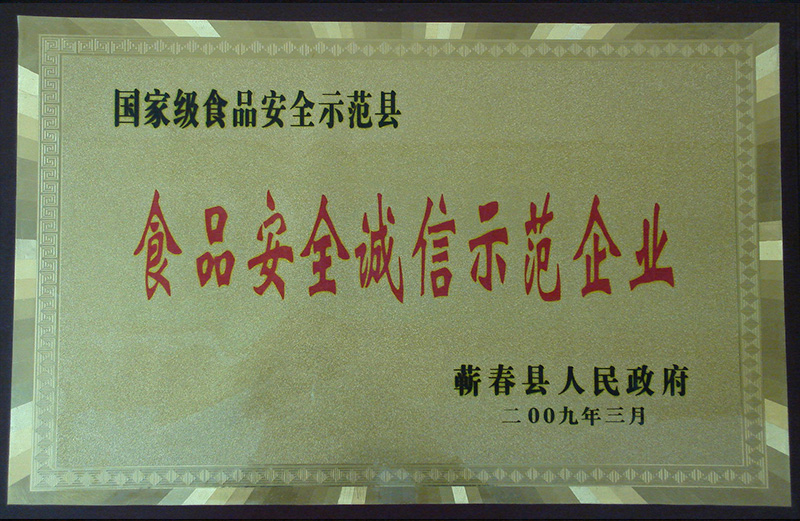 国家级食品安全示范县
食品安全诚信示范企业
蕲春县人民政府
二00九年三月